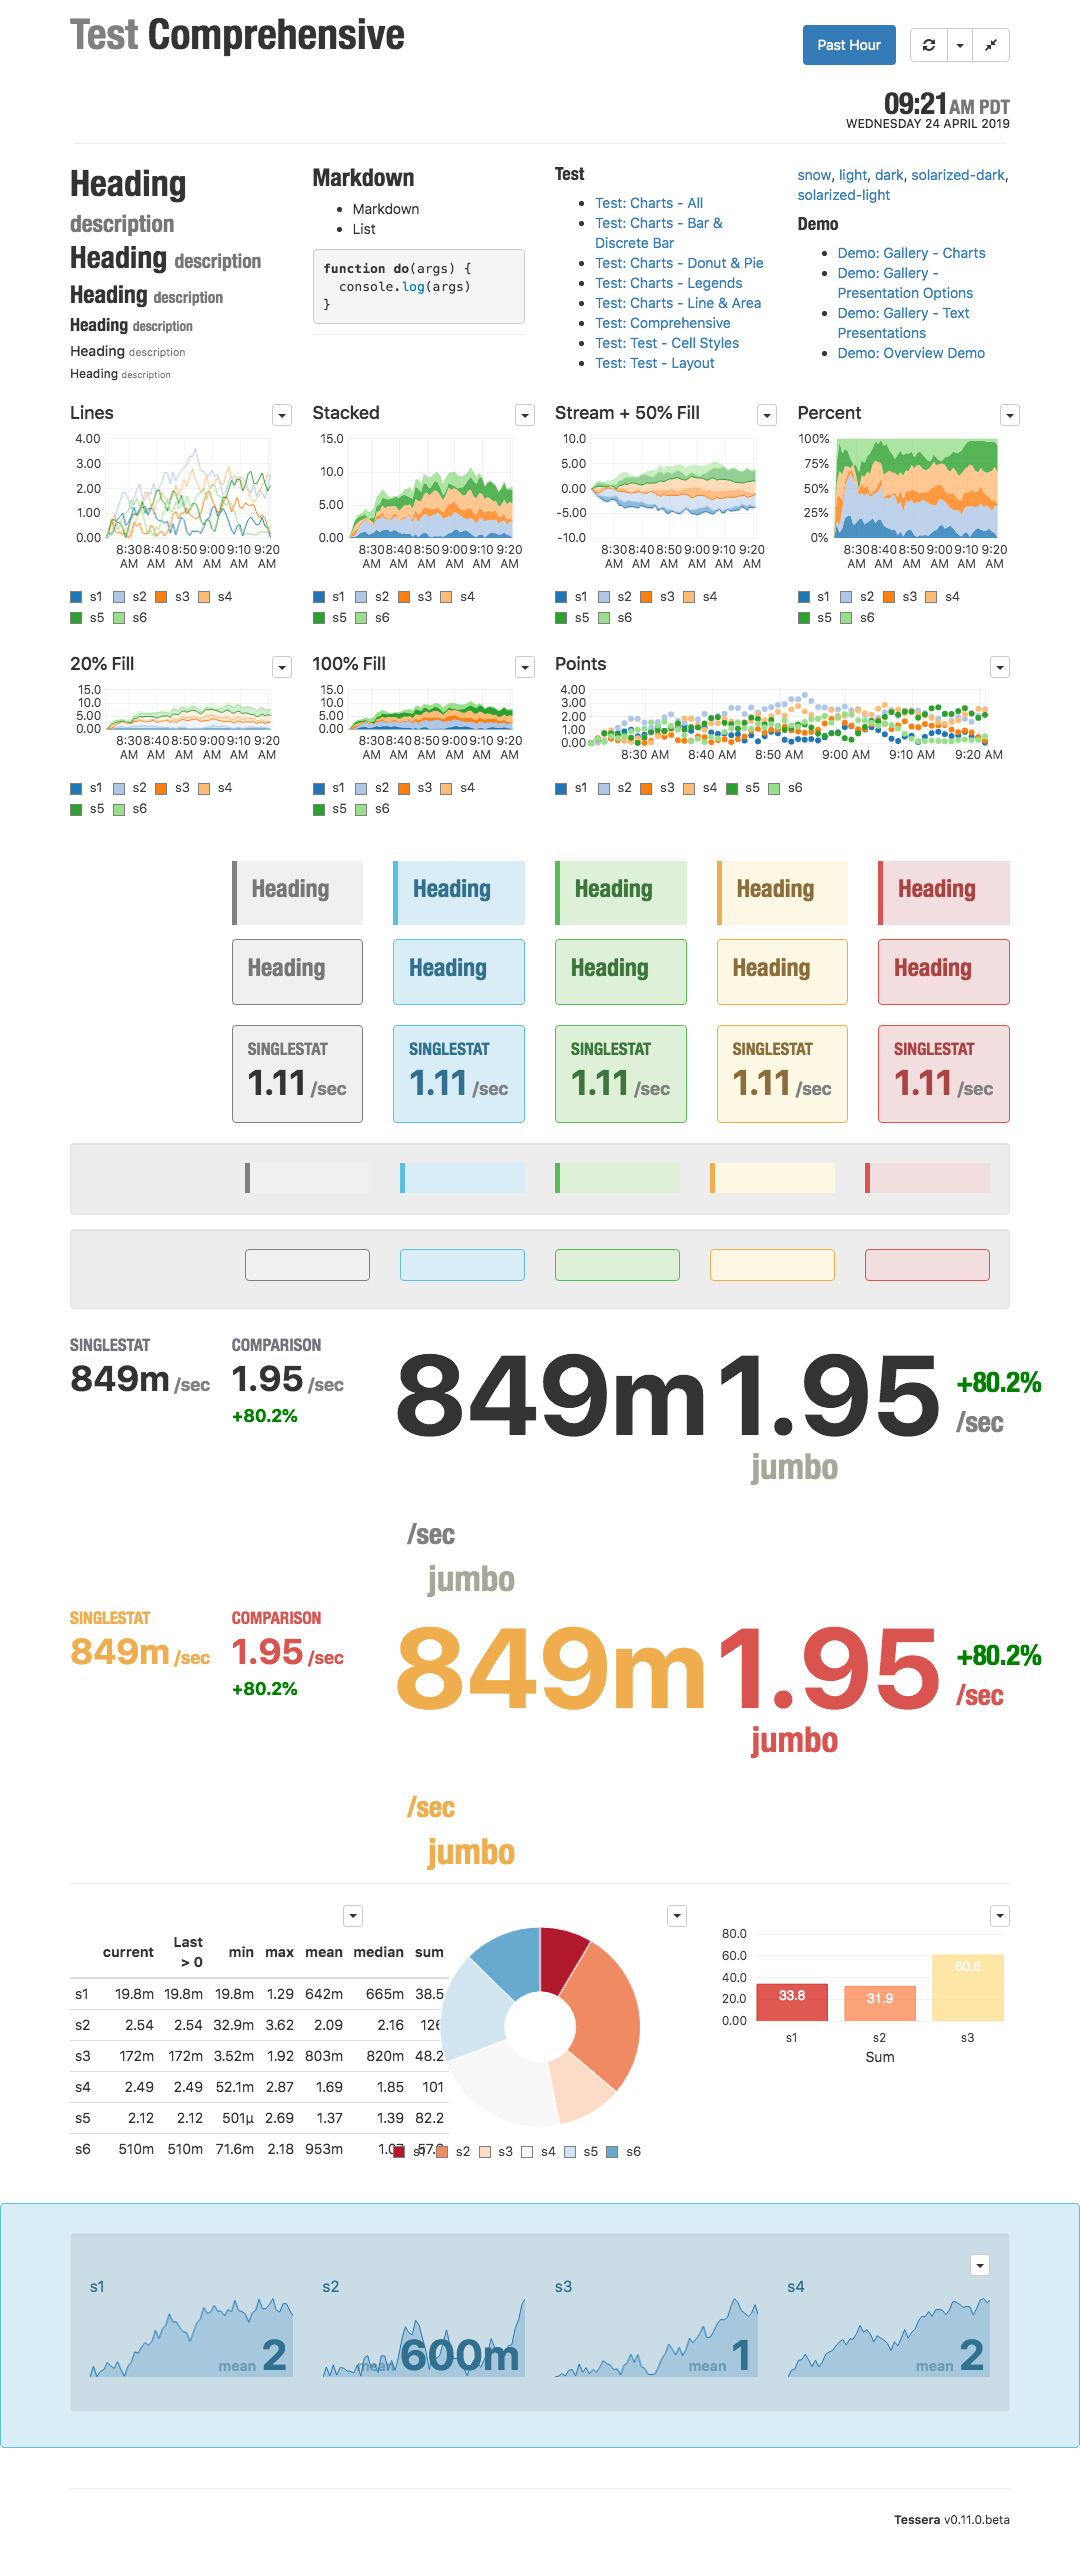 Test Comprehensive
Past Hour
09:21 AM PDT
WEDNESDAY 24 APRIL 2019
Heading
description
Heading description
Heading description
Heading description
Heading description
Heading description
Markdown
Markdown
List
function do(args) {
console.log(args)
}
Test
Test: Charts - All
Test: Charts - Bar &
Discrete Bar
Test: Charts - Donut & Pie
Test: Charts - Legends
Test: Charts - Line & Area
Test: Comprehensive
Test: Test - Cell Styles
Test: Test - Layout
snow, light, dark, solarized-dark,
solarized-light
Demo
Demo: Gallery - Charts
Demo: Gallery -
Presentation Options
Demo: Gallery - Text
Presentations
Demo: Overview Demo
Lines
4.00
3.00
2.00
1.00
0.00
8:30 8:40 8:50 9:00 9:10 9:20
AM AM AM AM AM AM
s1 s2 s3 s4
s5 s6
Stacked
15.0
10.0
5.00
0.00
8:30 8:40 8:50 9:00 9:10 9:20
AM AM AM AM AM AM
s1 s2 s3 s4
s5 s6
Stream + 50% Fill
10.0
5.00
0.00
-5.00
-10.0
8:30 8:40 8:50 9:00 9:10 9:20
AM AM AM AM AM AM
s1 s2 s3 s4
s5 s6
Percent
100%
75%
50%
25%
0%
8:30 8:40 8:50 9:00 9:10 9:20
AM AM AM AM AM AM
s1 s2 s3 s4
s5 s6
20% Fill
15.0
10.0
5.00
0.00
8:30 8:40 8:50 9:00 9:10 9:20
AM AM AM AM AM AM
s1 s2 s3 s4
s5 s6
100% Fill
15.0
10.0
5.00
0.00
8:30 8:40 8:50 9:00 9:10 9:20
AM AM AM AM AM AM
s1 s2 s3 s4
s5 s6
Points
4.00
3.00
2.00
1.00
0.00
8:30 AM 8:40 AM 8:50 AM 9:00 AM 9:10 AM 9:20 AM
s1 s2 s3 s4 s5 s6
Heading Heading Heading Heading Heading
Heading Heading Heading Heading Heading
SINGLESTAT SINGLESTAT SINGLESTAT SINGLESTAT SINGLESTAT
1.11 /sec 1.11 /sec 1.11 /sec 1.11 /sec 1.11 /sec
SINGLESTAT
849m /sec
COMPARISON
1.95 /sec
+80.2%
849m
/sec
jumbo
1.95
+80.2%
/sec
jumbo
SINGLESTAT
849m /sec
COMPARISON
1.95 /sec
+80.2%
849m
/sec
jumbo
1.95
+80.2%
/sec
jumbo
current Last > 0 min max mean median sum
s1 19.8m 19.8m 19.8m 1.29 642m 665m 38.5
s2 2.54 2.54 32.9m 3.62 2.09 2.16
s3 172m 172m 3.52m 1.92 803m 820m 48.2
s4 2.49 2.49 52.1m 2.87 1.69 1.85 101
s5 2.12 2.12 501µ 2.69 1.37 1.39 82.2
s6 510m 510m 71.6m 2.18 953m
s1 s2 s3 s4 s5 s6
80.0
60.0
40.0
20.0
0.00
33.8
31.9
60.6
s1 s2 s3
Sum
s1
mean 2
s2
mean 600m
s3
mean 1
s4
mean 2
Tessera v0.11.0.beta